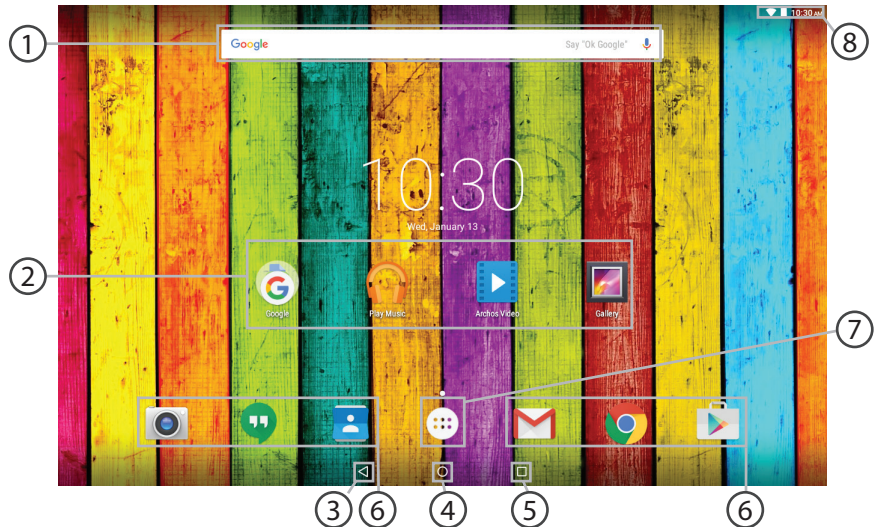 1
Google Say "Ok Google"
10:30 AM
8
10:30
Wed, January 13
2
Google Play Music Archos Video Gallery
7
3 6 4 5 6